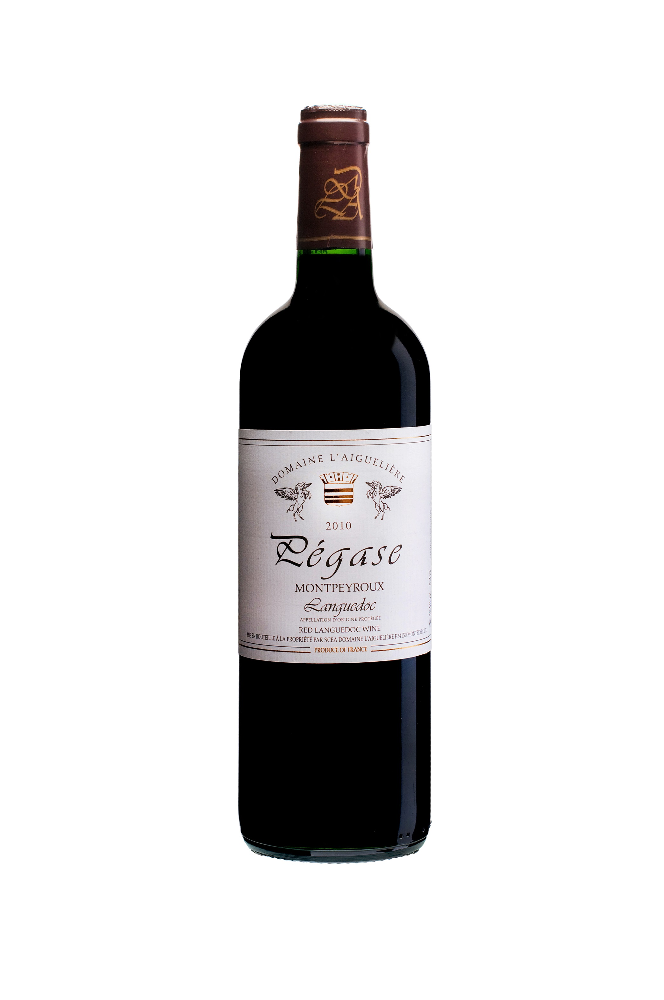 DOMAINE L'AIGUELIÈRE
2010
Pégase
MONTPEYROUX
Languedoc
APPELLATION D'ORIGINE PROTÉGÉE
RED LANGUEDOC WINE
MIS EN BOUTEILLE À LA PROPRIÉTÉ PAR SCEA DOMAINE L'AIGUELIÈRE F.34150 MONTPEYROUX
PRODUCE OF FRANCE